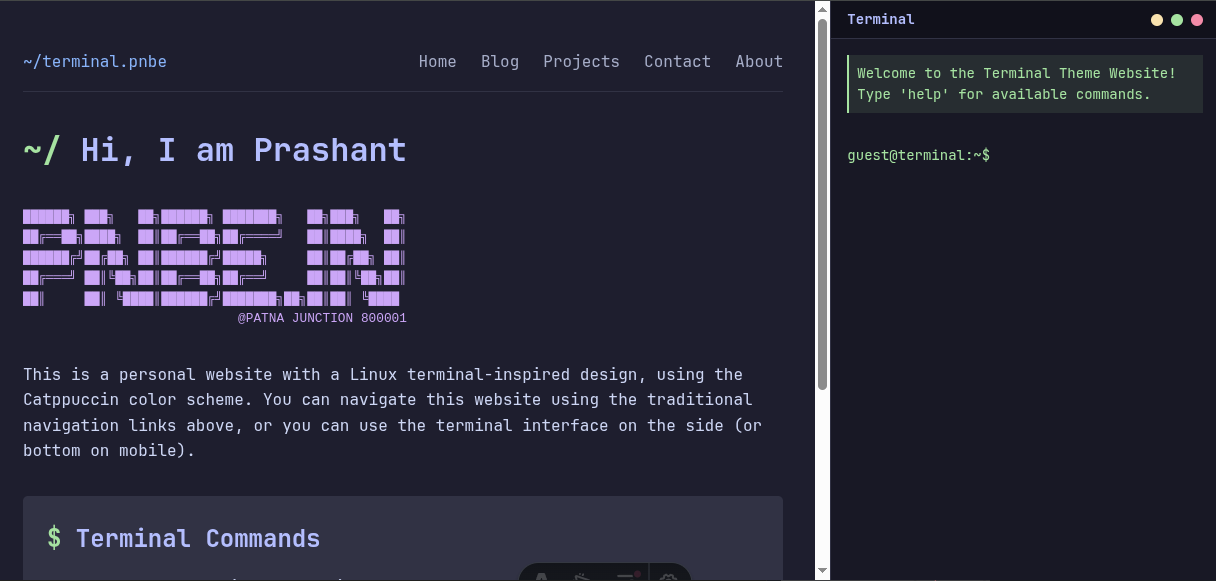 ~/terminal.pnbe
Home Blog Projects Contact About
~/ Hi, I am Prashant
PNBE.IN
@PATNA JUNCTION 800001
This is a personal website with a Linux terminal-inspired design, using the
Catppuccin color scheme. You can navigate this website using the traditional
navigation links above, or you can use the terminal interface on the side (or
bottom on mobile).
$ Terminal Commands
Terminal
Welcome to the Terminal Theme Website!
Type 'help' for available commands.
guest@terminal:~$